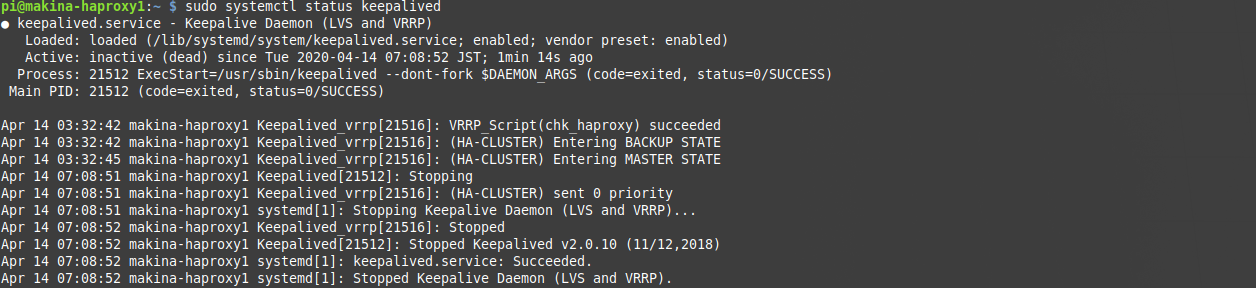 pi@makina-haproxy1:~ $ sudo systemctl status keepalived
● keepalived.service - Keepalive Daemon (LVS and VRRP)
   Loaded: loaded (/lib/systemd/system/keepalived.service; enabled; vendor preset: enabled)
   Active: inactive (dead) since Tue 2020-04-14 07:08:52 JST; 1min 14s ago
  Process: 21512 ExecStart=/usr/sbin/keepalived --dont-fork $DAEMON_ARGS (code=exited, status=0/SUCCESS)
 Main PID: 21512 (code=exited, status=0/SUCCESS)

Apr 14 03:32:42 makina-haproxy1 Keepalived_vrrp[21516]: VRRP_Script(chk_haproxy) succeeded
Apr 14 03:32:42 makina-haproxy1 Keepalived_vrrp[21516]: (HA-CLUSTER) Entering BACKUP STATE
Apr 14 03:32:45 makina-haproxy1 Keepalived_vrrp[21516]: (HA-CLUSTER) Entering MASTER STATE
Apr 14 07:08:51 makina-haproxy1 Keepalived[21512]: Stopping
Apr 14 07:08:51 makina-haproxy1 Keepalived_vrrp[21516]: (HA-CLUSTER) sent 0 priority
Apr 14 07:08:51 makina-haproxy1 systemd[1]: Stopping Keepalive Daemon (LVS and VRRP)...
Apr 14 07:08:52 makina-haproxy1 Keepalived_vrrp[21516]: Stopped
Apr 14 07:08:52 makina-haproxy1 Keepalived[21512]: Stopped Keepalived v2.0.10 (11/12,2018)
Apr 14 07:08:52 makina-haproxy1 systemd[1]: keepalived.service: Succeeded.
Apr 14 07:08:52 makina-haproxy1 systemd[1]: Stopped Keepalive Daemon (LVS and VRRP).